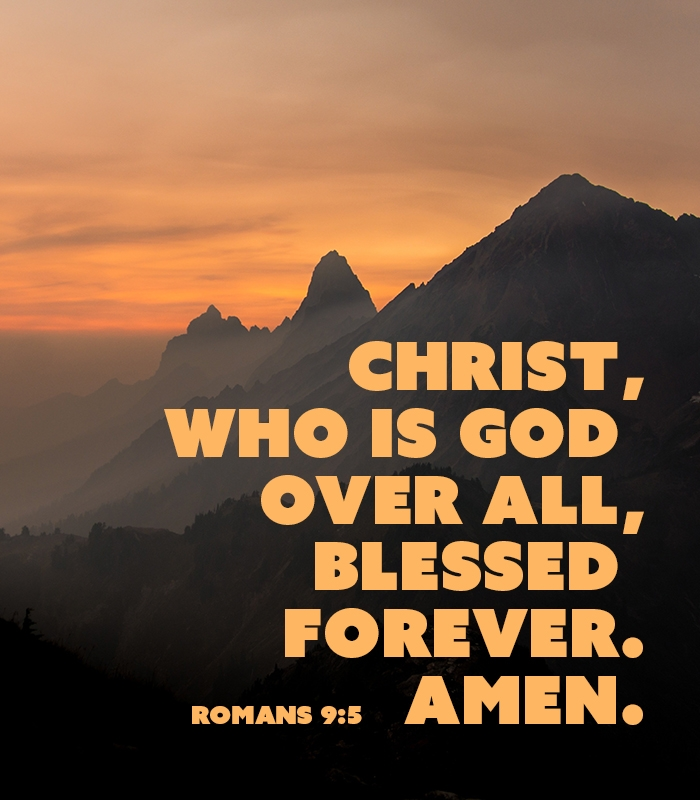 CHRIST,
WHO IS GOD
OVER ALL,
BLESSED
FOREVER.
AMEN.
ROMANS 9:5